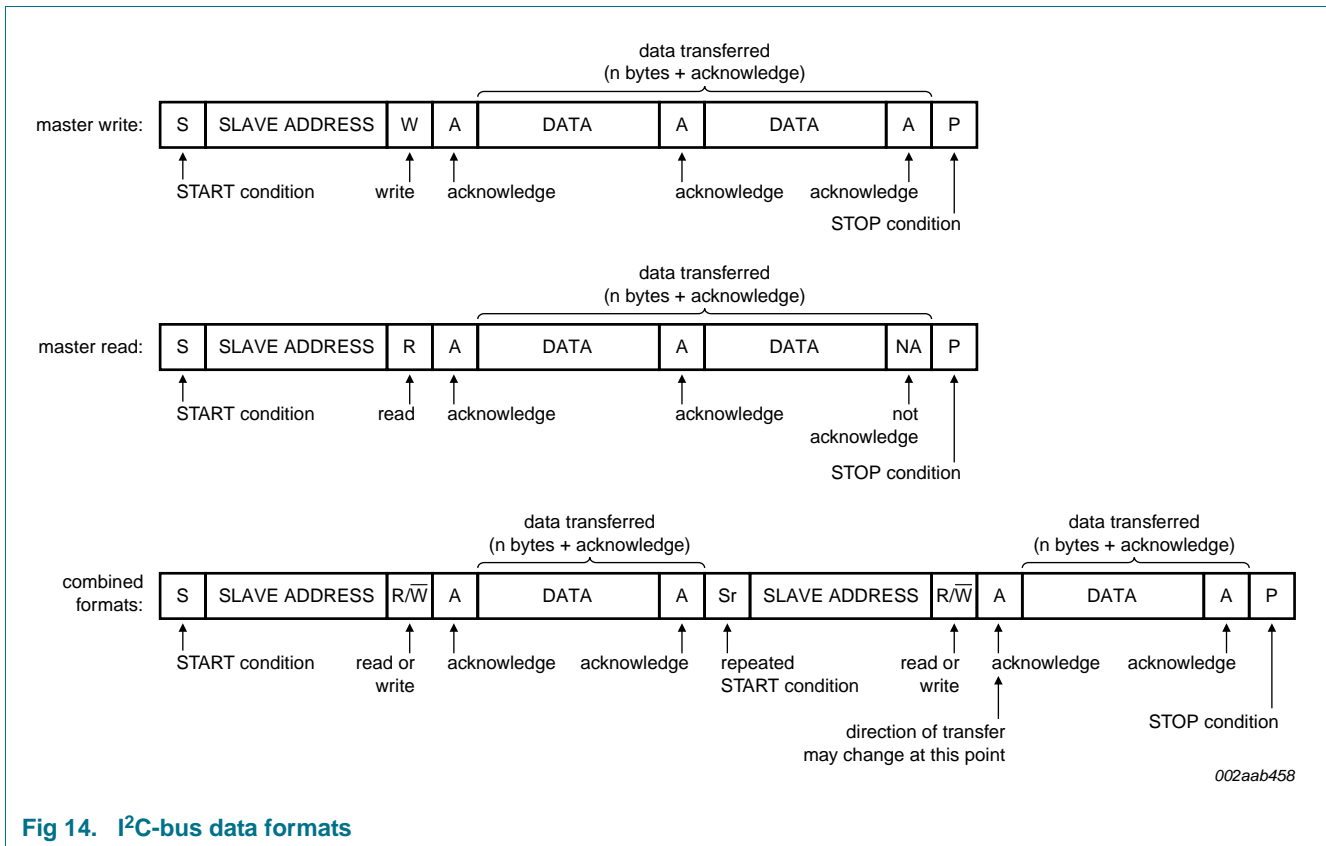 data transferred
(n bytes + acknowledge)
master write: S SLAVE ADDRESS W A DATA A DATA A P
START condition write acknowledge acknowledge acknowledge
STOP condition
data transferred
(n bytes + acknowledge)
master read: S SLAVE ADDRESS R A DATA A DATA NA P
START condition read acknowledge acknowledge not
acknowledge
STOP condition
data transferred data transferred
(n bytes + acknowledge) (n bytes + acknowledge)
combined
formats: S SLAVE ADDRESS R/W̅ A DATA A Sr SLAVE ADDRESS R/W̅ A DATA A P
START condition read or acknowledge acknowledge repeated read or acknowledge acknowledge
write START condition write
STOP condition
direction of transfer
may change at this point
002aab458
Fig 14. I²C-bus data formats